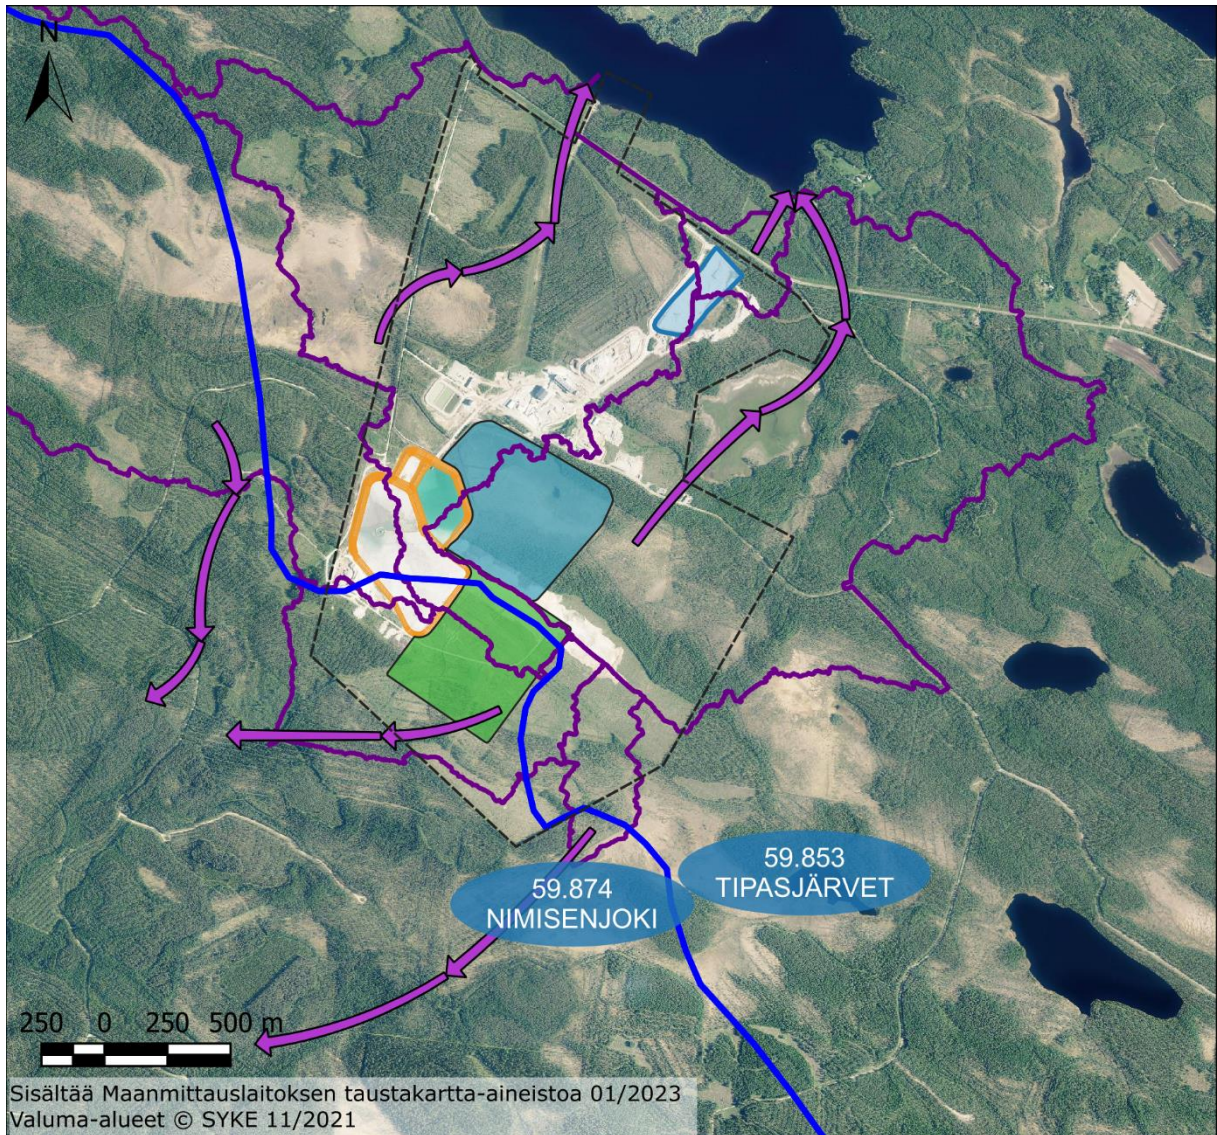 N
59.853
TIPASJÄRVET
59.874
NIMISENJOKI
250 0 250 500 m
Sisältää Maanmittauslaitoksen taustakartta-aineistoa 01/2023
Valuma-alueet © SYKE 11/2021